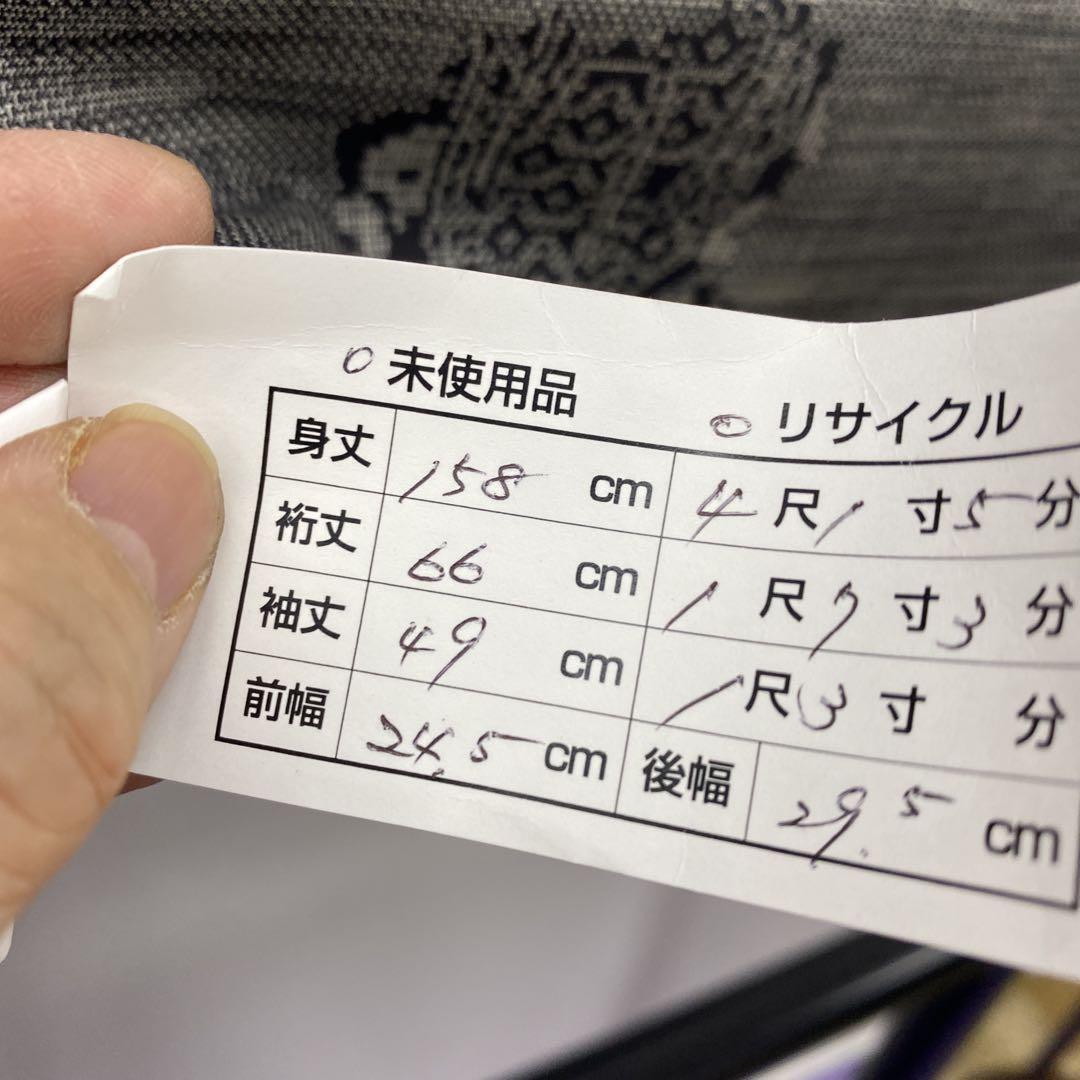 ○ 未使用品 ○ リサイクル
身丈 158 cm 4 尺 1 寸 5 分
裄丈 66 cm 1 尺 7 寸 3 分
袖丈 49 cm 1 尺 3 寸 分
前幅 24.5 cm 後幅 29.5 cm